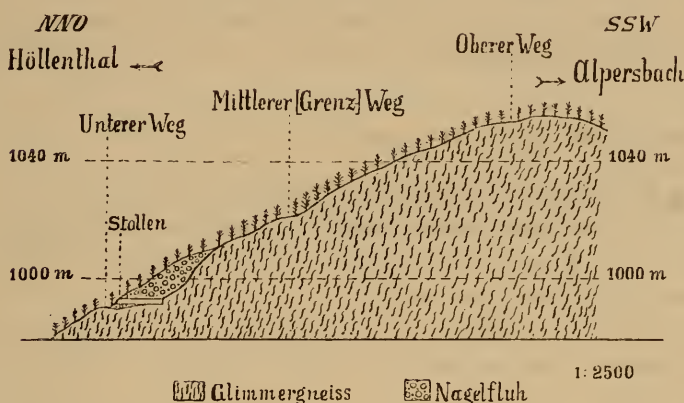 NNO SSW
Höllenthal Oberer Weg
Alpersbach
Mittlerer [Grenz] Weg
Unterer Weg
1040 m 1040 m
Stollen
1000 m 1000 m
1:2500
Glimmergneiss Nagelfluh